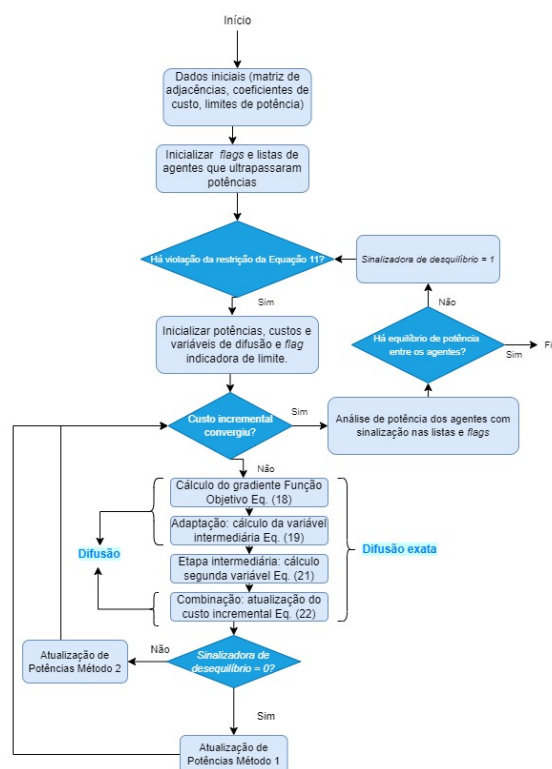 Início
Dados iniciais (matriz de
adjacências, coeficientes de
custo, limites de potência)
Inicializar flags e listas de
agentes que ultrapassaram
potências
Há violação da restrição da Equação 11?
Sinalizadora de desquilíbrio = 1
Sim
Não
Inicializar potências, custos e
variáveis de difusão e flag
indicadora de limite.
Há equilíbrio de potência
entre os agentes?
Sim
Fi
Custo incremental
convergiu?
Sim
Análise de potência dos agentes com
sinalização nas listas e flags
Não
Cálculo do gradiente Função
Objetivo Eq. (18)
Adaptação: cálculo da variável
intermediária Eq. (19)
Difusão
Difusão exata
Etapa intermediária: cálculo
segunda variável Eq. (21)
Combinação: atualização do
custo incremental Eq. (22)
Atualização de
Potências Método 2
Não
Sinalizadora de
desequilíbrio = 0?
Sim
Atualização de
Potências Método 1